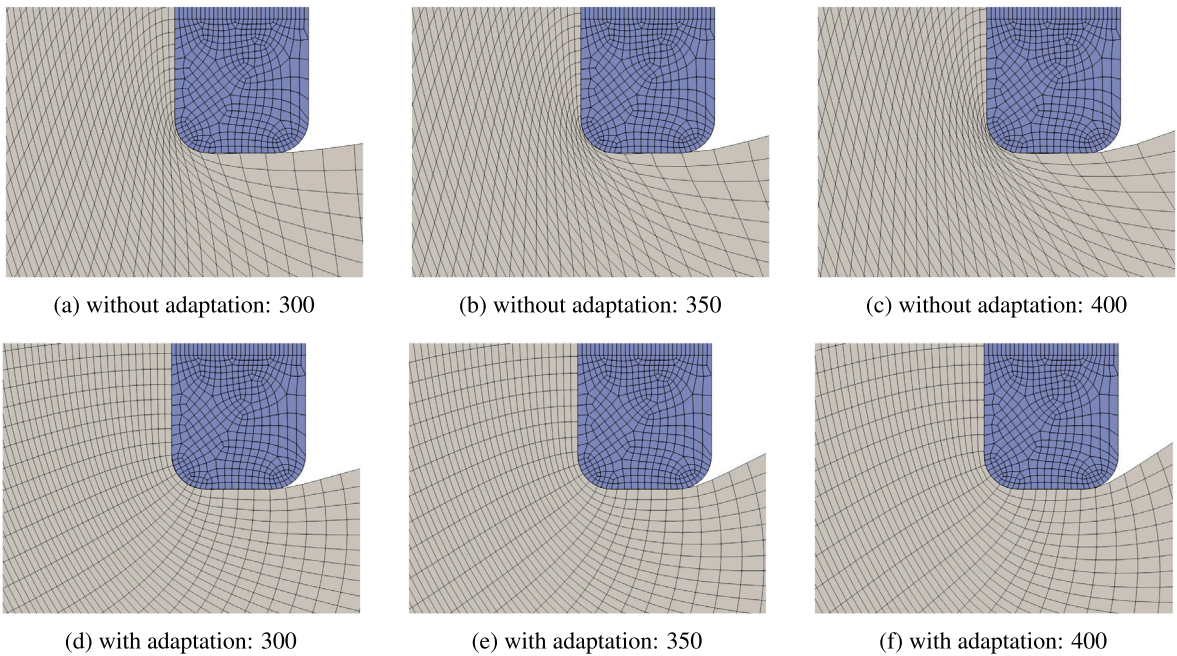 (a) without adaptation: 300
(b) without adaptation: 350
(c) without adaptation: 400
(d) with adaptation: 300
(e) with adaptation: 350
(f) with adaptation: 400